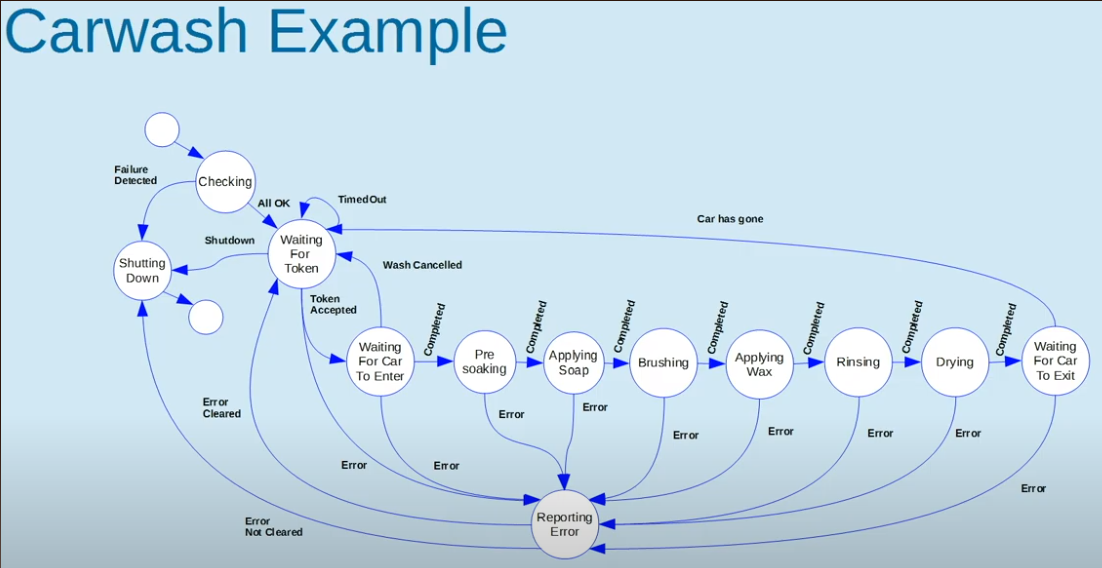 Carwash Example
Failure
Detected
Checking
All OK
TimedOut
Car has gone
Shutdown
Waiting
For
Token
Shutting
Down
Wash Cancelled
Token
Accepted
Completed
Completed
Completed
Completed
Completed
Completed
Completed
Waiting
For Car
To Enter
Pre
soaking
Applying
Soap
Brushing
Applying
Wax
Rinsing
Drying
Waiting
For Car
To Exit
Error
Cleared
Error
Error
Error
Error
Error
Error
Error
Error
Error
Error
Not Cleared
Reporting
Error